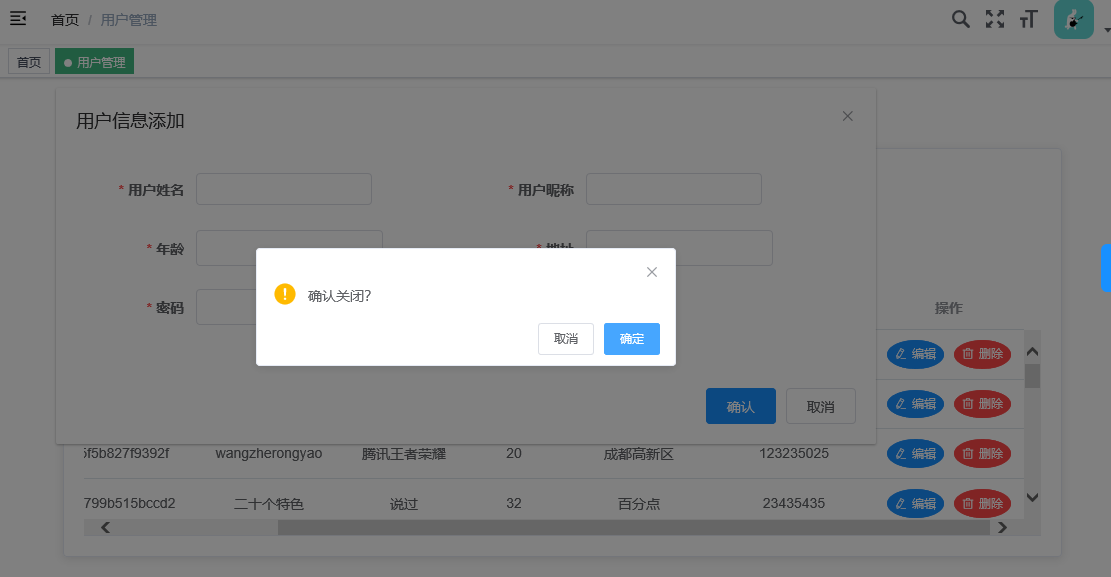 首页 / 用户管理
首页
用户管理
用户信息添加
* 用户姓名
* 用户昵称
* 年龄
* 地址
* 密码
确认关闭?
取消 确定
确认 取消
操作
编辑 删除
编辑 删除
5f5b827f9392f wangzherongyao 腾讯王者荣耀 20 成都高新区 123235025 编辑 删除
799b515bccd2 二十个特色 说过 32 百分点 23435435 编辑 删除